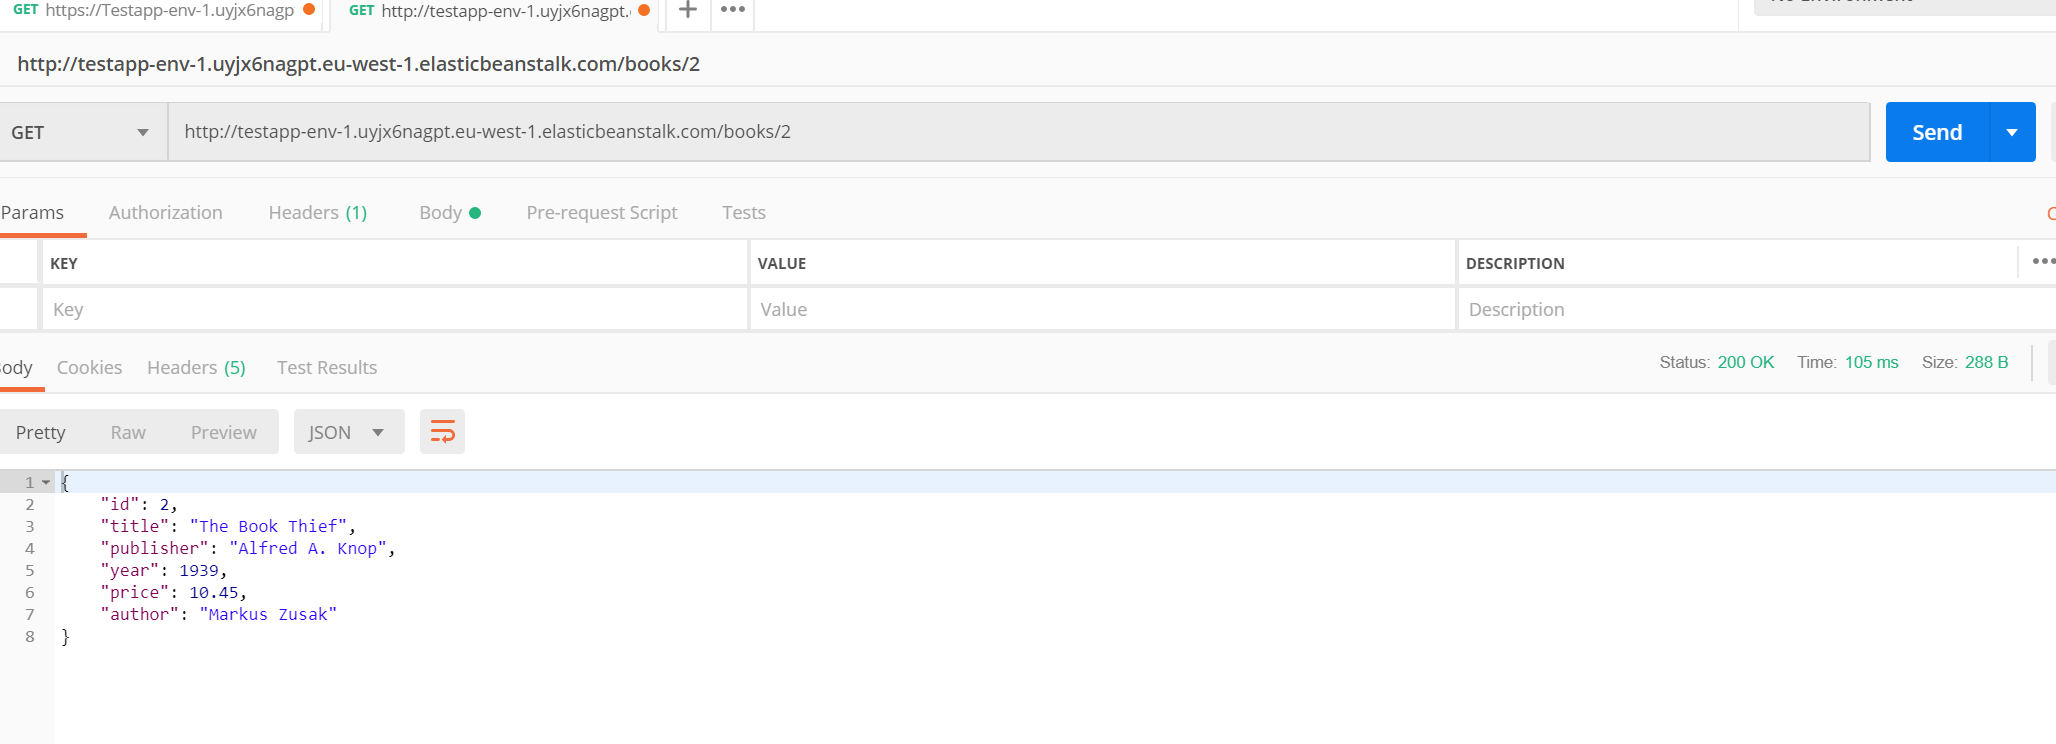 GET https://Testapp-env-1.uyjx6nagp GET http://testapp-env-1.uyjx6nagpt. + •••
http://testapp-env-1.uyjx6nagpt.eu-west-1.elasticbeanstalk.com/books/2
GET http://testapp-env-1.uyjx6nagpt.eu-west-1.elasticbeanstalk.com/books/2 Send
Params Authorization Headers (1) Body Pre-request Script Tests
KEY VALUE DESCRIPTION •••
Key Value Description
ody Cookies Headers (5) Test Results Status: 200 OK Time: 105 ms Size: 288 B
Pretty Raw Preview JSON
1 {
2 "id": 2,
3 "title": "The Book Thief",
4 "publisher": "Alfred A. Knop",
5 "year": 1939,
6 "price": 10.45,
7 "author": "Markus Zusak"
8 }